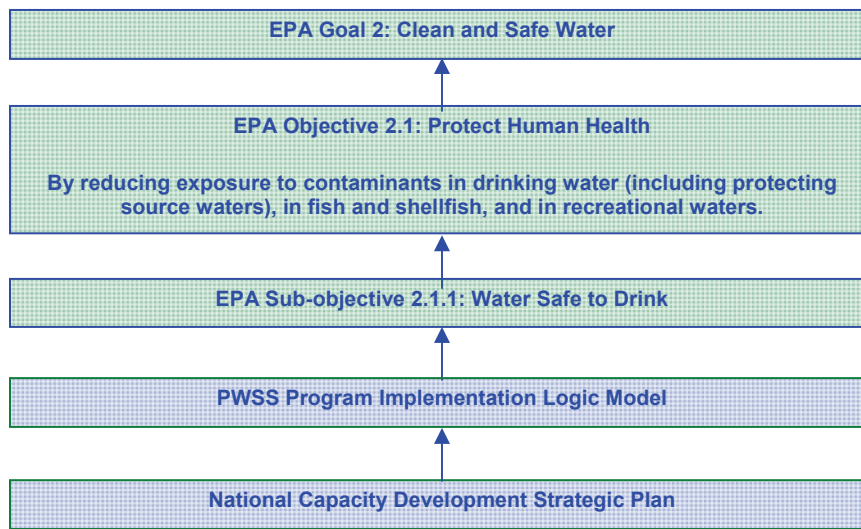 EPA Goal 2: Clean and Safe Water
EPA Objective 2.1: Protect Human Health
By reducing exposure to contaminants in drinking water (including protecting
source waters), in fish and shellfish, and in recreational waters.
EPA Sub-objective 2.1.1: Water Safe to Drink
PWSS Program Implementation Logic Model
National Capacity Development Strategic Plan